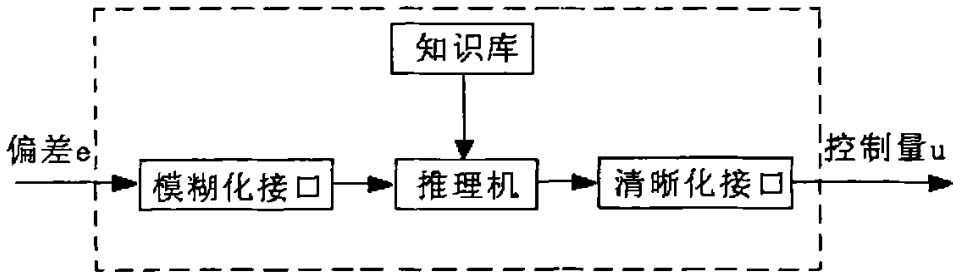 知识库
偏差e
控制量u
模糊化接口
推理机
清晰化接口